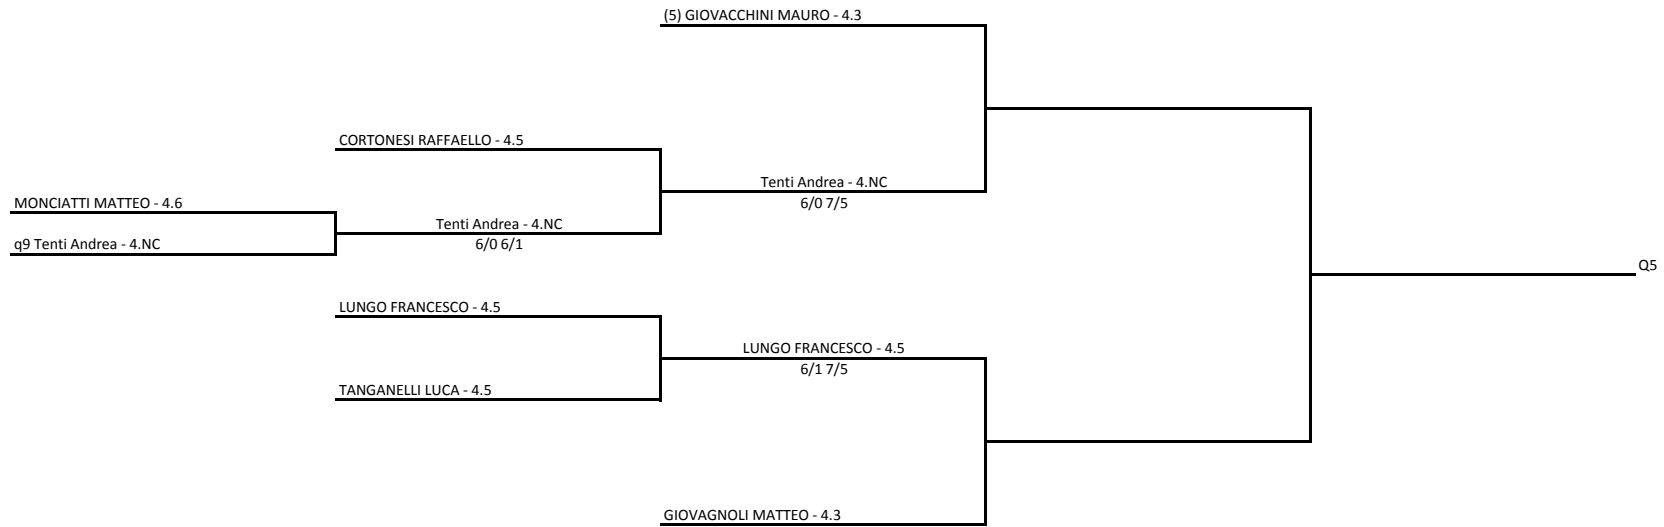 (5) GIOVACCHINI MAURO - 4.3
CORTONESI RAFFAELLO - 4.5
Tenti Andrea - 4.NC
6/0 7/5
MONCIATTI MATTEO - 4.6
Tenti Andrea - 4.NC
6/0 6/1
q9 Tenti Andrea - 4.NC
Q5
LUNGO FRANCESCO - 4.5
LUNGO FRANCESCO - 4.5
6/1 7/5
TANGANELLI LUCA - 4.5
GIOVAGNOLI MATTEO - 4.3